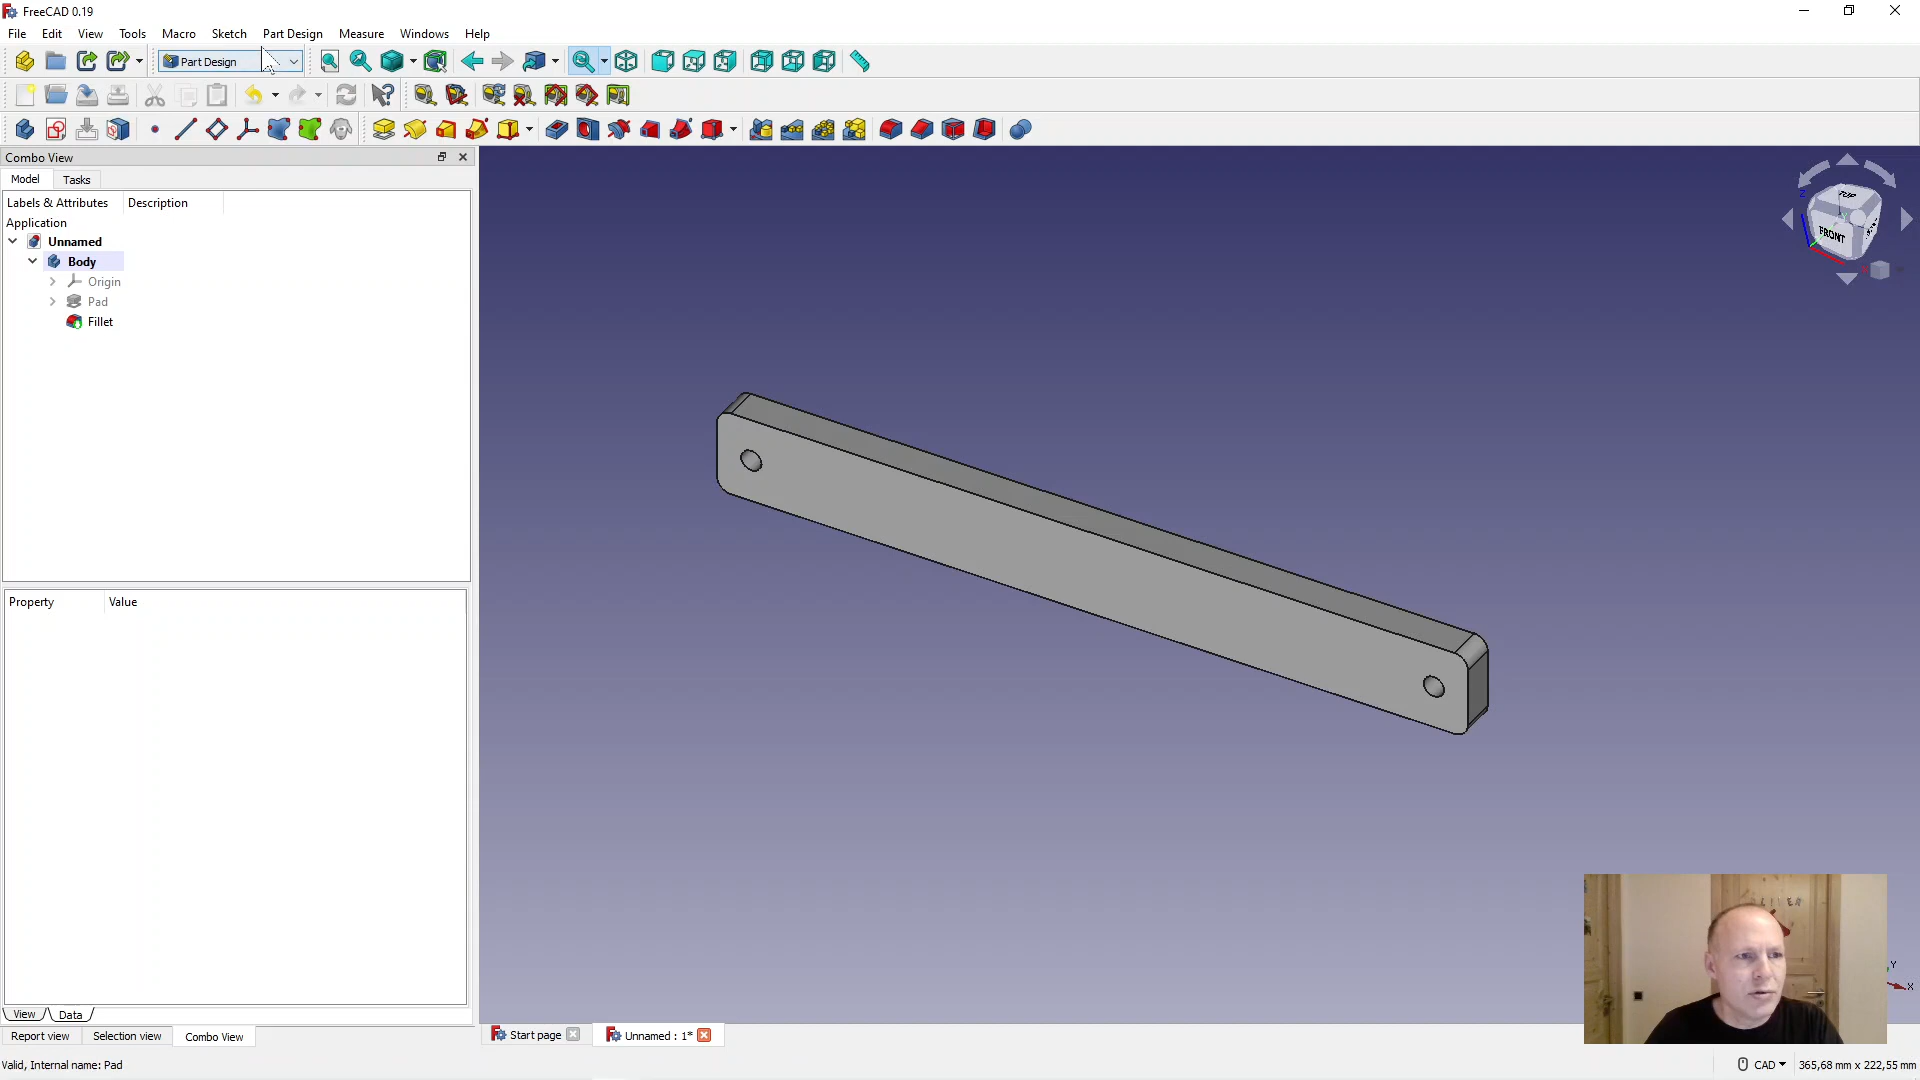 FreeCAD 0.19
File Edit View Tools Macro Sketch Part Design Measure Windows Help
Part Design
Combo View
Model Tasks
Labels & Attributes Description
Application
Unnamed
Body
Origin
Pad
Fillet
TOP
FRONT
Z
Property Value
View Data
Report view Selection view Combo View
Start page Unnamed : 1*
Y
X
Valid, Internal name: Pad
CAD 365,68 mm x 222,55 mm